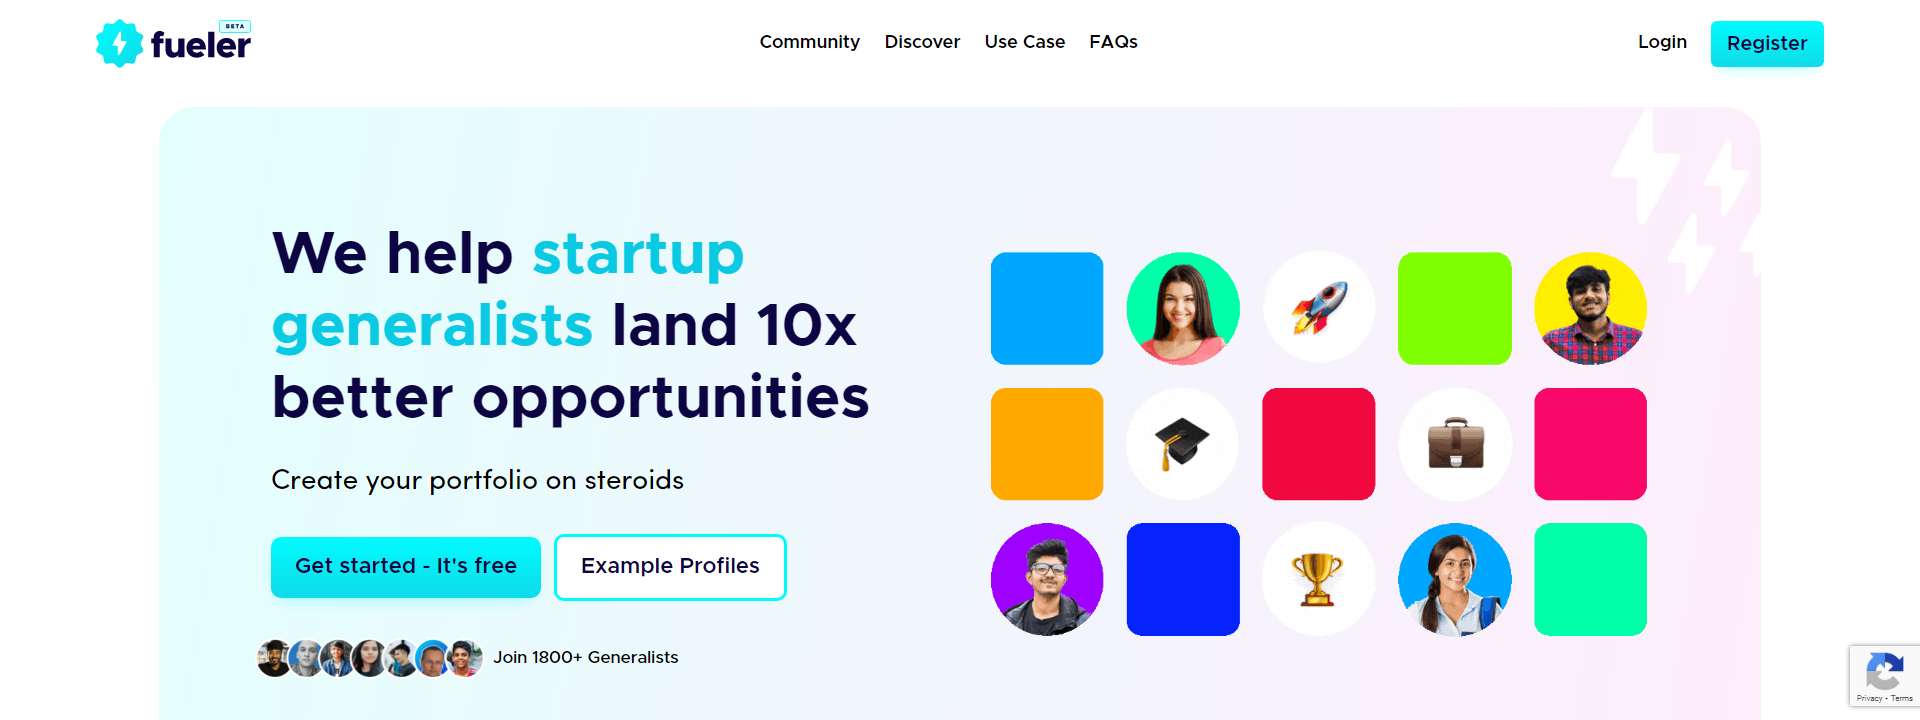 fueler
BETA
Community
Discover
Use Case
FAQs
Login
Register
We help startup
generalists land 10x
better opportunities
Create your portfolio on steroids
Get started - It's free
Example Profiles
Join 1800+ Generalists
Privacy - Terms